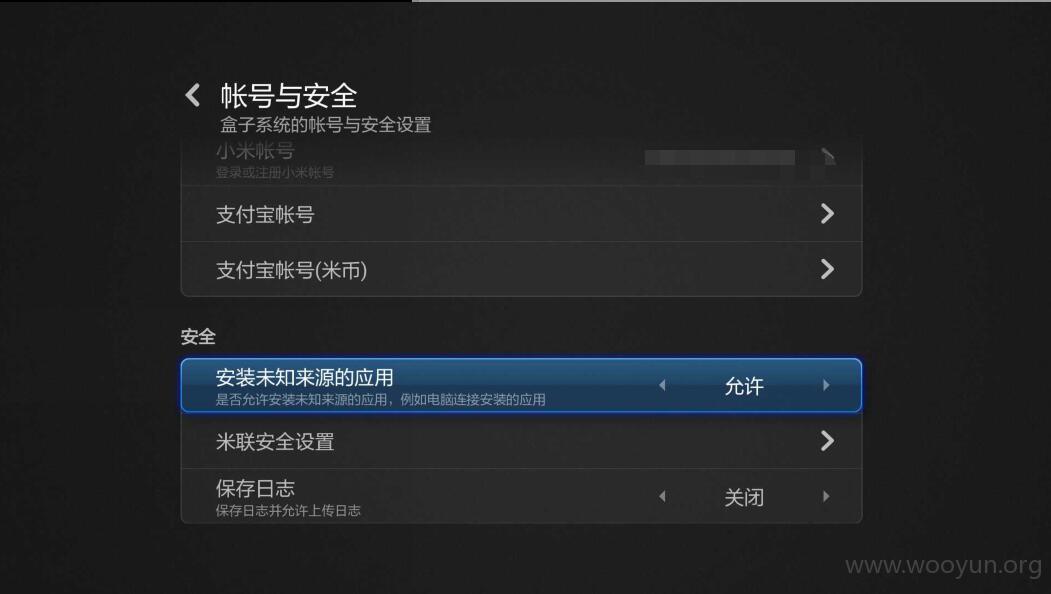 帐号与安全
盒子系统的帐号与安全设置
小米帐号
登录或注册小米帐号
支付宝帐号
支付宝帐号(米币)
安全
安装未知来源的应用
允许
是否允许安装未知来源的应用，例如电脑连接安装的应用
米联安全设置
保存日志
关闭
保存日志并允许上传日志
www.wooyun.org